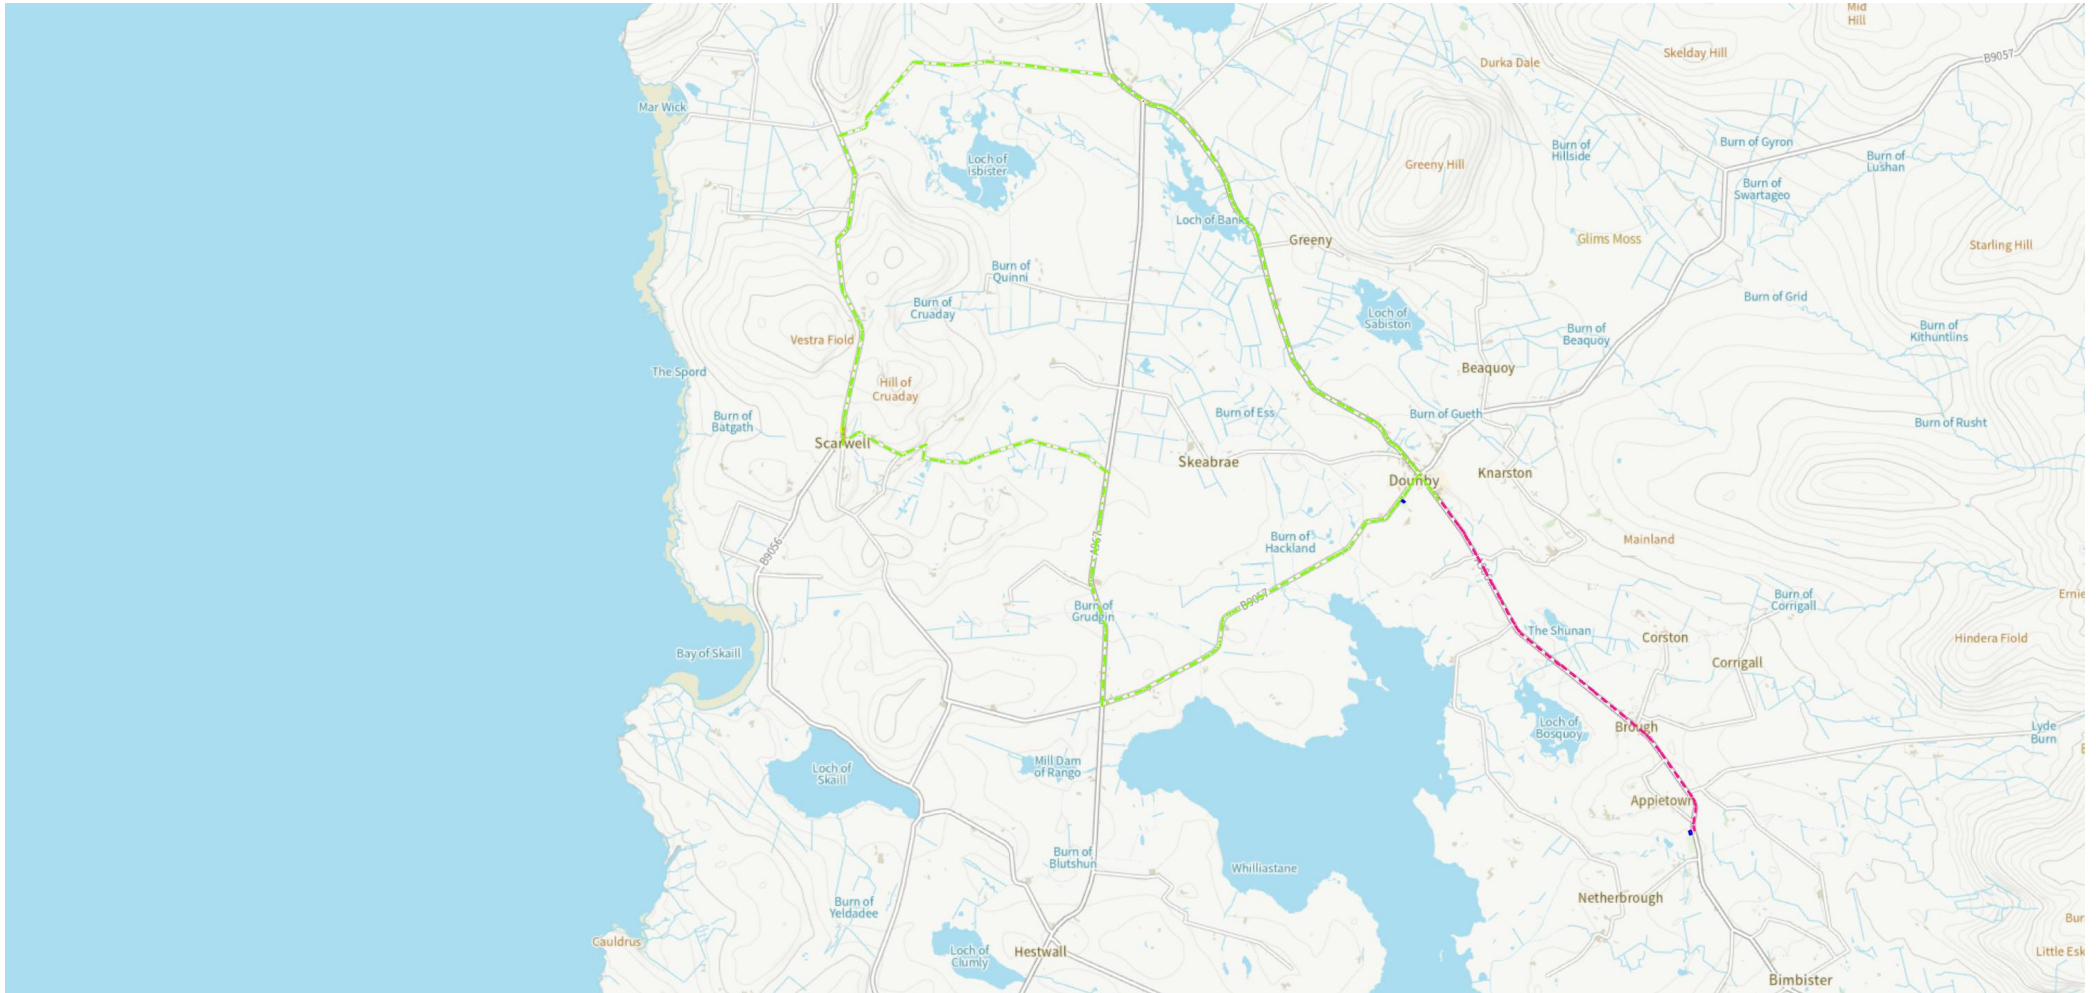 Mid
Hill
Skelday Hill
B9057
Durka Dale
Mar Wick
Loch of
Isbister
Greeny Hill
Burn of
Hillside
Burn of Gyron
Burn of
Lushan
Burn of
Swartageo
Loch of Banks
Greeny
Glims Moss
Starling Hill
Burn of
Quinni
Burn of
Cruaday
Loch of
Sabiston
Burn of Grid
Burn of
Beaquoy
Burn of
Kithuntlins
Vestra Fiold
The Spord
Hill of
Cruaday
Beaquoy
Burn of
Batgath
Burn of Ess
Burn of Gueth
Burn of Rusht
Scarwell
Skeabrae
Dounby
Knarston
B9056
A967
Burn of
Hackland
Mainland
Burn of
Grudgin
B9057
Burn of
Corrigall
Ernie
The Shunan
Corston
Hindera Fiold
Bay of Skaill
Corrigall
Loch of
Bosquoy
Brough
Lyde
Burn
Loch of
Skaill
Mill Dam
of Rango
Appietown
Burn of
Blutshun
Whilliastane
Burn of
Yeldadee
Netherbrough
Bur
Cauldrus
Loch of
Clumly
Hestwall
Little Esk
Bimbister